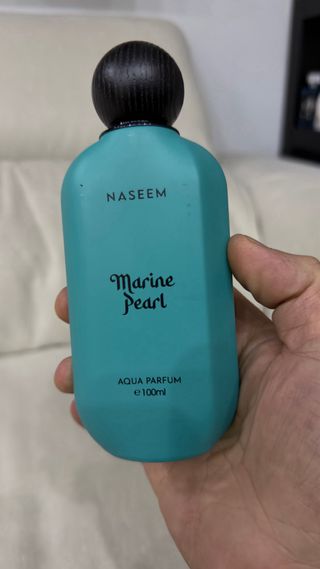 NASEEM
Marine
Pearl
AQUA PARFUM
℮100ml